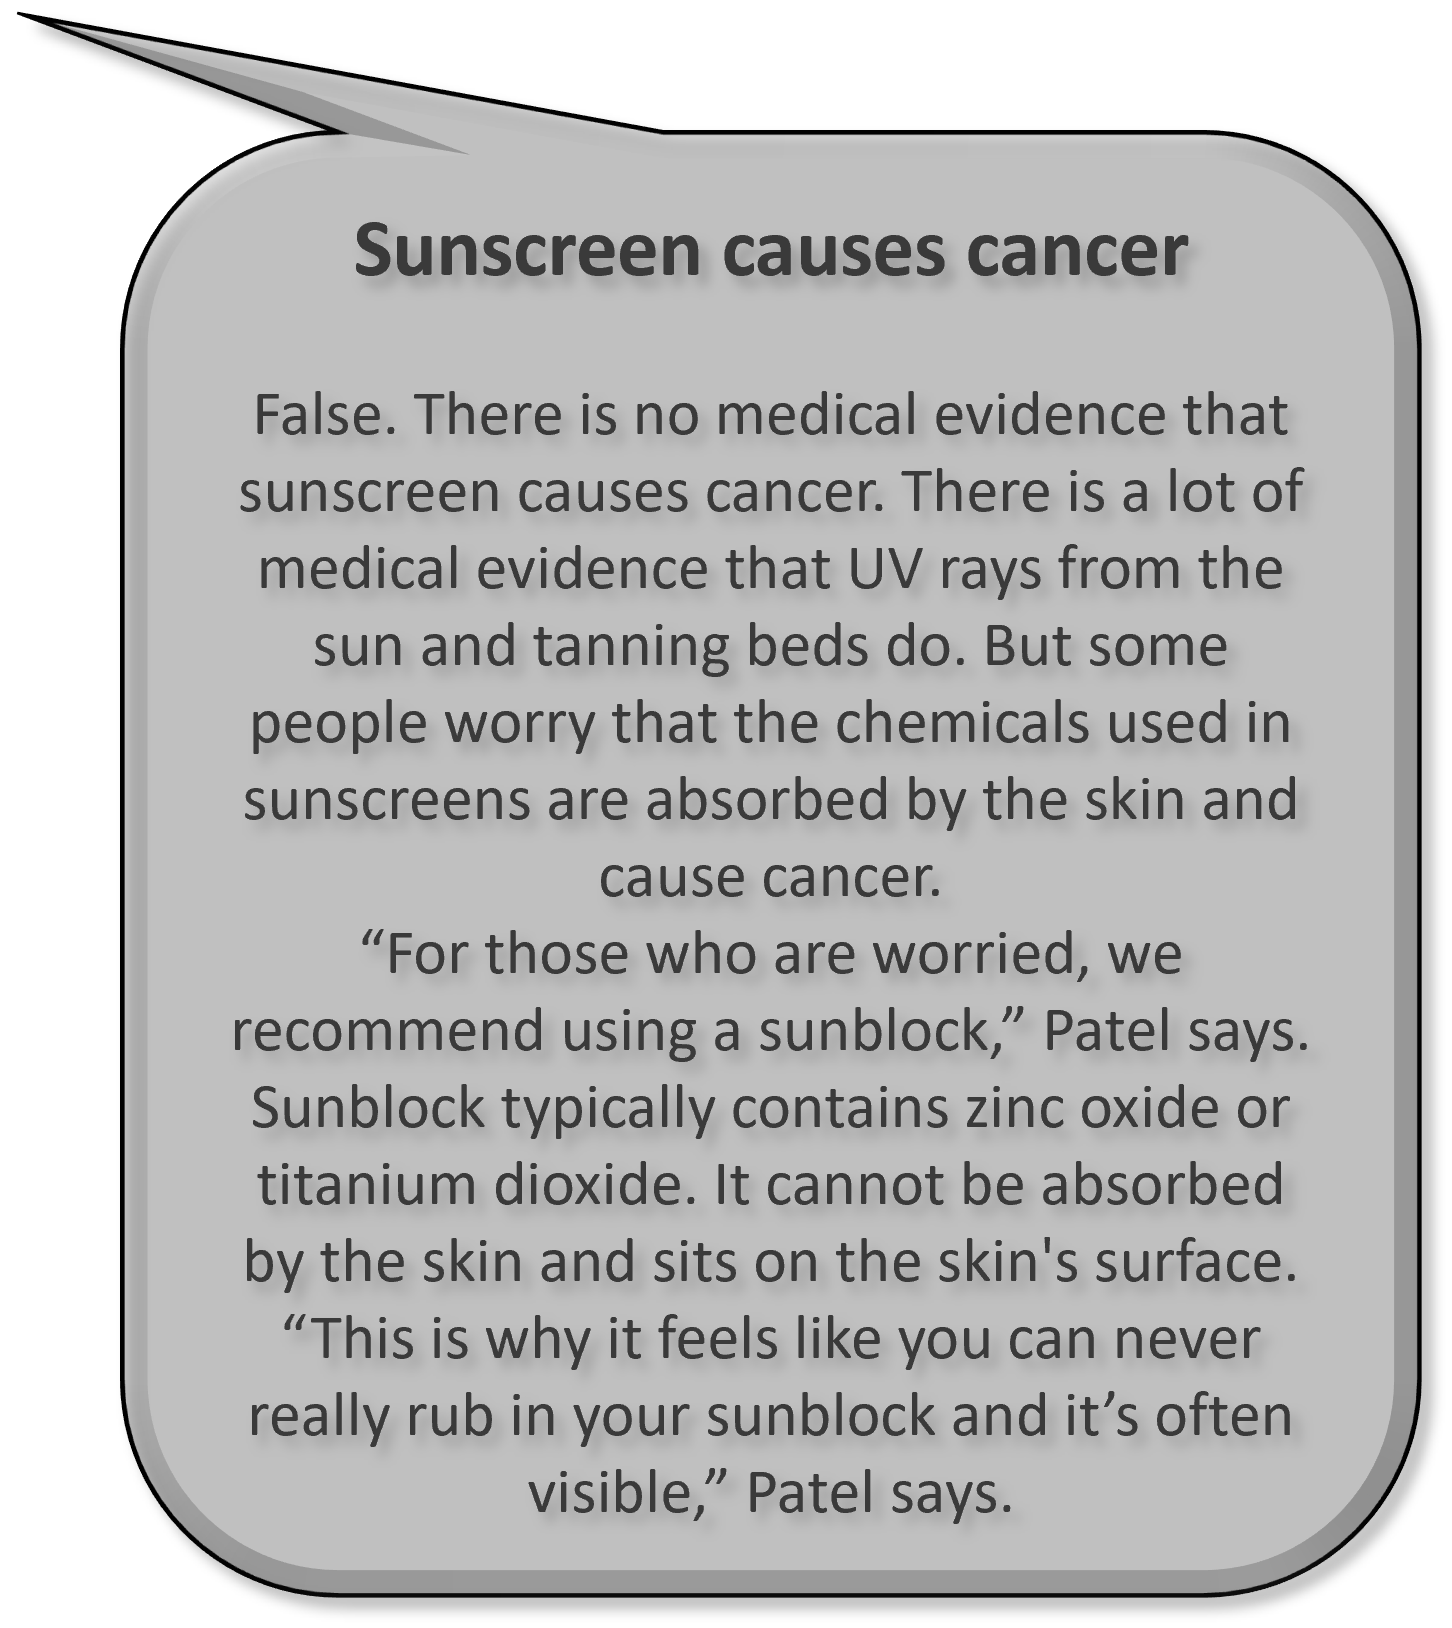 Sunscreen causes cancer
False. There is no medical evidence that
sunscreen causes cancer. There is a lot of
medical evidence that UV rays from the
sun and tanning beds do. But some
people worry that the chemicals used in
sunscreens are absorbed by the skin and
cause cancer.
“For those who are worried, we
recommend using a sunblock,” Patel says.
Sunblock typically contains zinc oxide or
titanium dioxide. It cannot be absorbed
by the skin and sits on the skin's surface.
“This is why it feels like you can never
really rub in your sunblock and it’s often
visible,” Patel says.